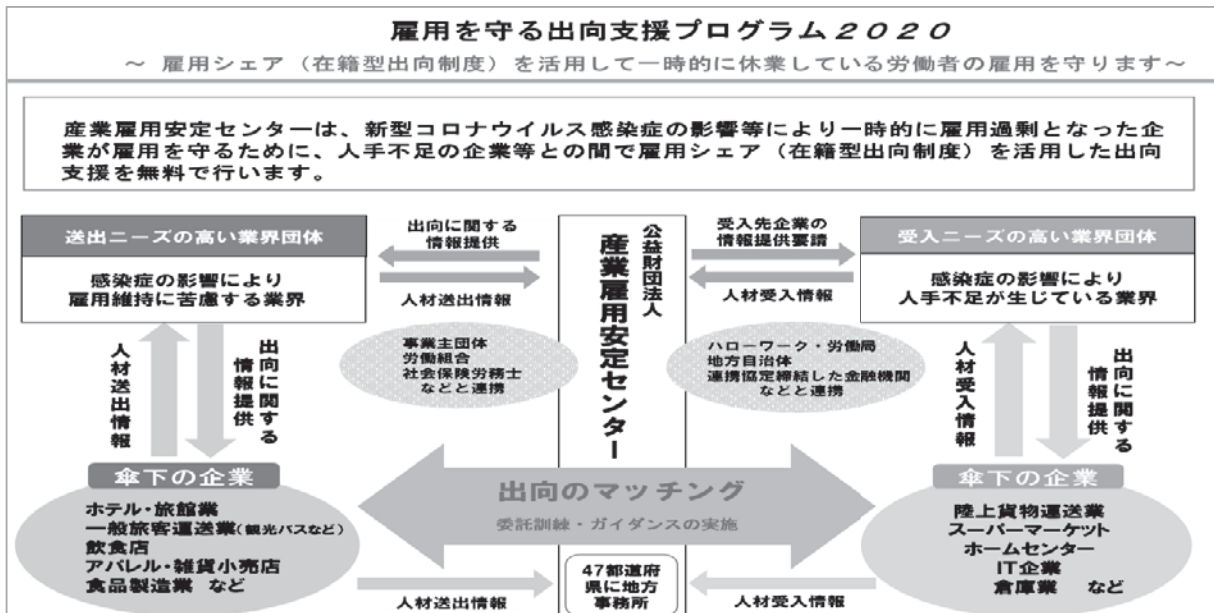 雇用を守る出向支援プログラム2020
~ 雇用シェア(在籍型出向制度)を活用して一時的に休業している労働者の雇用を守ります~
産業雇用安定センターは、新型コロナウイルス感染症の影響等により一時的に雇用過剰となった企
業が雇用を守るために、人手不足の企業等との間で雇用シェア(在籍型出向制度)を活用した出向
支援を無料で行います。
送出ニーズの高い業界団体
感染症の影響により
雇用維持に苦慮する業界
出向に関する
情報提供
人材送出情報
公益財団法人
産業雇用安定センター
受入先企業の
情報提供要請
人材受入情報
受入ニーズの高い業界団体
感染症の影響により
人手不足が生じている業界
人材送出情報
出向に関する
情報提供
事業主団体
労働組合
社会保険労務士
などと連携
ハローワーク・労働局
地方自治体
連携協定締結した金融機関
などと連携
人材受入情報
出向に関する
情報提供
傘下の企業
ホテル・旅館業
一般旅客運送業(観光バスなど)
飲食店
アパレル・雑貨小売店
食品製造業 など
出向のマッチング
委託訓練・ガイダンスの実施
傘下の企業
陸上貨物運送業
スーパーマーケット
ホームセンター
IT企業
倉庫業 など
人材送出情報
47都道府
県に地方
事務所
人材受入情報